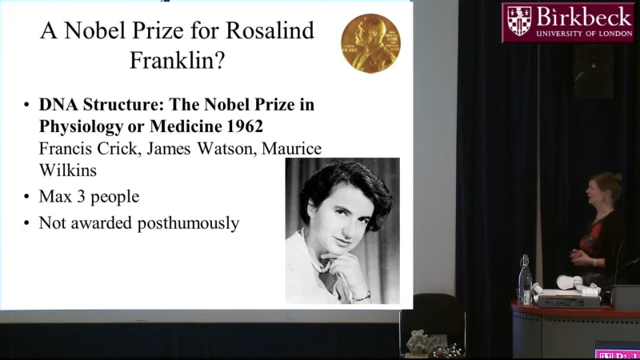 A Nobel Prize for Rosalind
Franklin?
• DNA Structure: The Nobel Prize in
Physiology or Medicine 1962
Francis Crick, James Watson, Maurice
Wilkins
• Max 3 people
• Not awarded posthumously
Birkbeck
UNIVERSITY OF LONDON